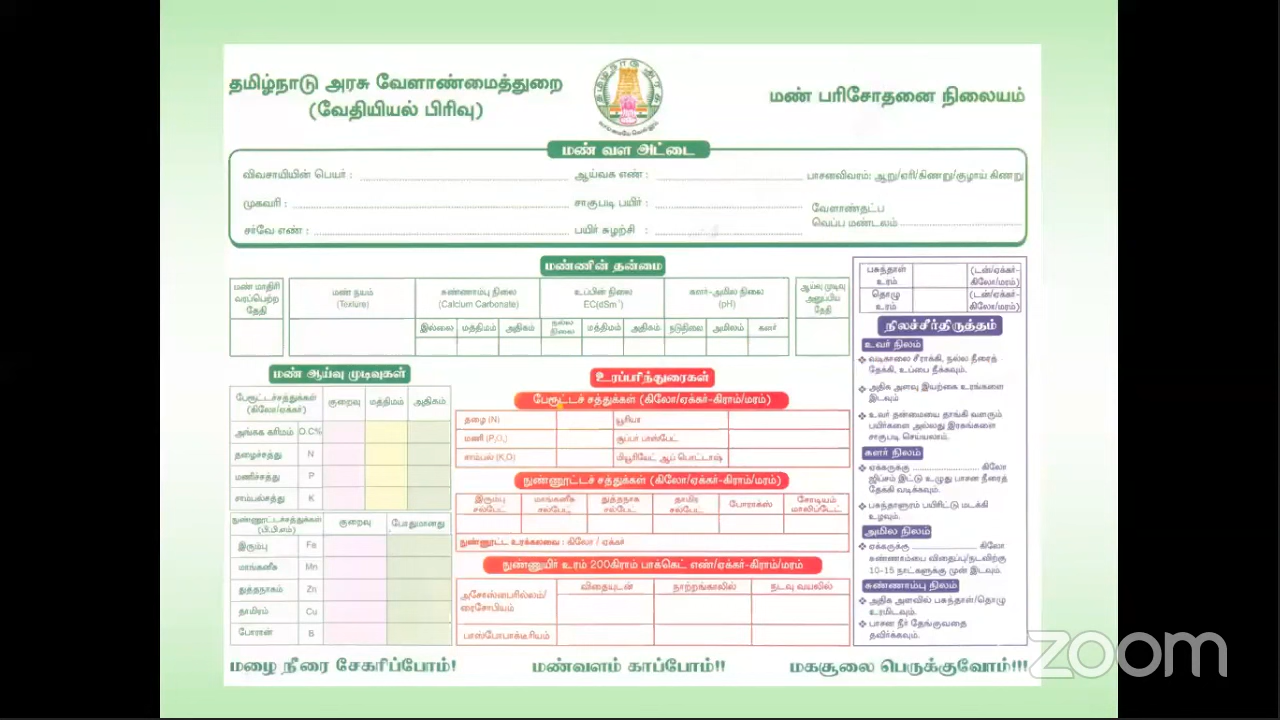 தமிழ்நாடு அரசு வேளாண்மைத்துறை
(வேதியியல் பிரிவு)
மண் பரிசோதனை நிலையம்
மண் வள அட்டை
விவசாயியின் பெயர் :
ஆய்வக எண் :
பாசனவிவரம்: ஆறு/ஏரி/கிணறு/குழாய் கிணறு
முகவரி :
சாகுபடி பயிர் :
வேளாண்தட்ப
வெப்ப மண்டலம்
சர்வே எண் :
பயிர் சுழற்சி :
மண்ணின் தன்மை
மண் மாதிரி
வரப்பெற்ற
தேதி
மண் நயம்
(Texture)
சுண்ணாம்பு நிலை
(Calcium Carbonate)
உப்பின் நிலை
EC(dSm⁻¹)
களர்-அமில நிலை
(pH)
ஆய்வு முடிவு
அனுப்பிய
தேதி
இல்லை மத்திமம் அதிகம் நல்ல நிலை மத்திமம் அதிகம் நடுநிலை அமிலம் களர்
பசுந்தாள்
உரம்
(டன்/ஏக்கர்-
கிலோ/மரம்)
தொழு
உரம்
(டன்/ஏக்கர்-
கிலோ/மரம்)
மண் ஆய்வு முடிவுகள்
பேரூட்டச்சத்துக்கள்
(கிலோ/ஏக்கர்)
குறைவு மத்திமம் அதிகம்
அங்கக கரிமம் O.C%
தழைச்சத்து N
மணிச்சத்து P
சாம்பல்சத்து K
நுண்ணூட்டச்சத்துக்கள்
(பி.பி.எம்)
குறைவு போதுமானது
இரும்பு Fe
மாங்கனீசு Mn
துத்தநாகம் Zn
தாமிரம் Cu
போரான் B
உரப்பரிந்துரைகள்
பேரூட்டச் சத்துக்கள் (கிலோ/ஏக்கர்-கிராம்/மரம்)
தழை (N) யூரியா
மணி (P₂O₅) சூப்பர் பாஸ்பேட்
சாம்பல் (K₂O) மியூரியேட் ஆப் பொட்டாஷ்
நுண்ணூட்டச் சத்துக்கள் (கிலோ/ஏக்கர்-கிராம்/மரம்)
இரும்பு சல்பேட் மாங்கனீசு சல்பேட் துத்தநாக சல்பேட் தாமிர சல்பேட் போராக்ஸ் சோடியம் மாலிப்டேட்
நுண்ணூட்ட உரக்கலவை : கிலோ / ஏக்கர்
நுண்ணுயிர் உரம் 200கிராம் பாக்கெட் எண்/ஏக்கர்-கிராம்/மரம்
விதையுடன் நாற்றங்காலில் நடவு வயலில்
அசோஸ்பைரில்லம்/
ரைசோபியம்
பாஸ்போபாக்டீரியம்
நிலச்சீர்திருத்தம்
உவர் நிலம்
❖ வடிகாலை சீராக்கி, நல்ல நீரைத்
தேக்கி, உப்பை நீக்கவும்.
❖ அதிக அளவு இயற்கை உரங்களை
இடவும்
❖ உவர் தன்மையை தாங்கி வளரும்
பயிர்களை அல்லது இரகங்களை
சாகுபடி செய்யலாம்.
களர் நிலம்
❖ ஏக்கருக்கு ................ கிலோ
ஜிப்சம் இட்டு உழுது பாசன நீரைத்
தேக்கி வடிக்கவும்.
❖ பசுந்தாளுரம் பயிரிட்டு மடக்கி
உழவும்.
அமில நிலம்
❖ ஏக்கருக்கு ................ கிலோ
சுண்ணாம்பை விதைப்பு/நடவிற்கு
10-15 நாட்களுக்கு முன் இடவும்.
சுண்ணாம்பு நிலம்
❖ அதிக அளவில் பசுந்தாள்/தொழு
உரமிடவும்.
❖ பாசன நீர் தேங்குவதை
தவிர்க்கவும்.
மழை நீரை சேகரிப்போம்!
மண்வளம் காப்போம்!!
மகசூலை பெருக்குவோம்!!!
zoom